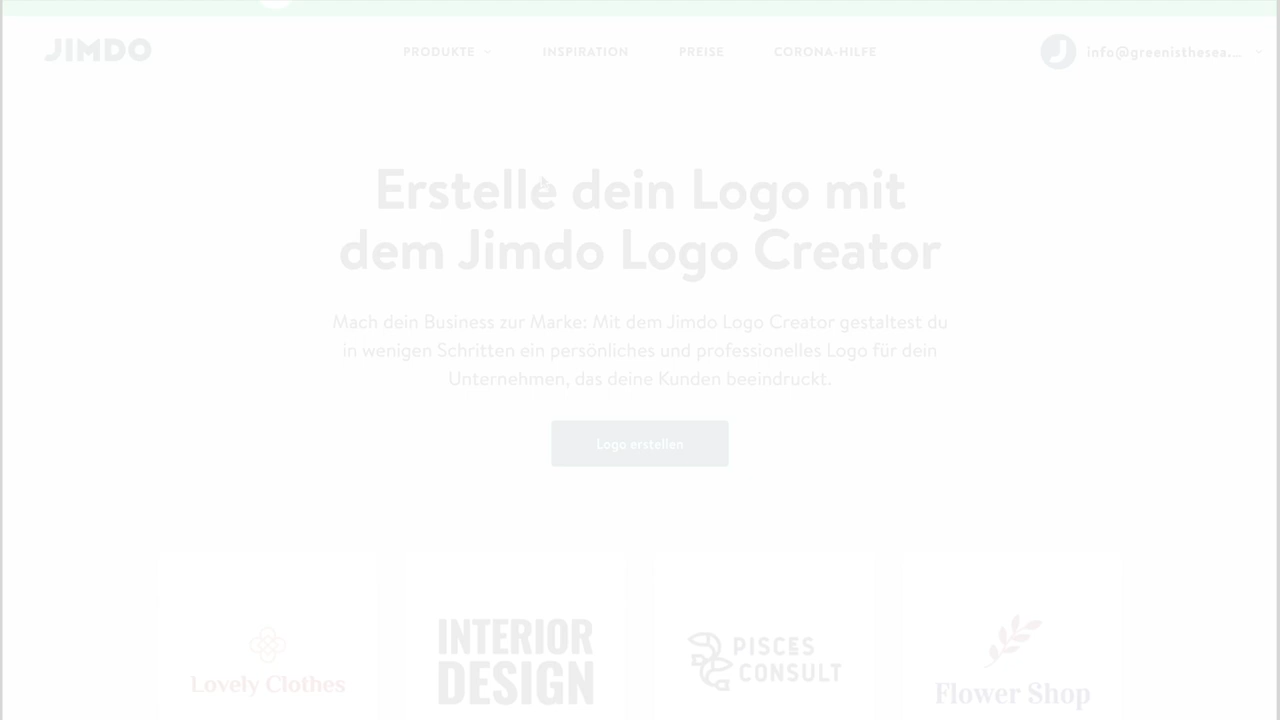 JIMDO
PRODUKTE
INSPIRATION
PREISE
CORONA-HILFE
info@greenisthesea...
Erstelle dein Logo mit
dem Jimdo Logo Creator
Mach dein Business zur Marke: Mit dem Jimdo Logo Creator gestaltest du
in wenigen Schritten ein persönliches und professionelles Logo für dein
Unternehmen, das deine Kunden beeindruckt.
Logo erstellen
Lovely Clothes
INTERIOR
DESIGN
PISCES
CONSULT
Flower Shop